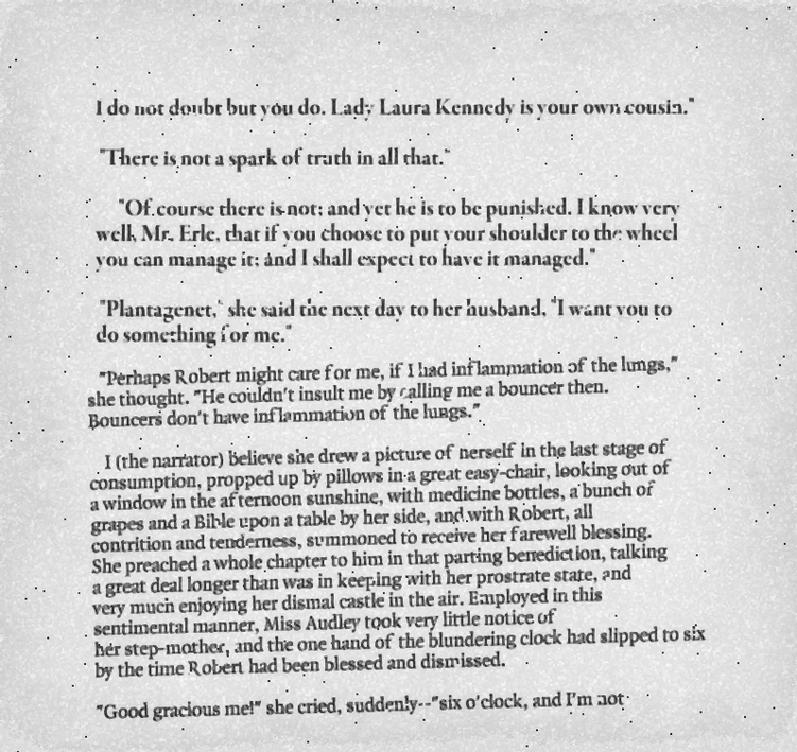 I do not doubt but you do. Lady Laura Kennedy is your own cousin."
"There is not a spark of truth in all that."
"Of course there is not; and yet he is to be punished. I know very
well, Mr. Erle, that if you choose to put your shoulder to the wheel
you can manage it; and I shall expect to have it managed."
"Plantagenet," she said the next day to her husband, "I want you to
do something for me."
"Perhaps Robert might care for me, if I had inflammation of the lungs,"
she thought. "He couldn't insult me by calling me a bouncer then.
Bouncers don't have inflammation of the lungs."
I (the narrator) believe she drew a picture of herself in the last stage of
consumption, propped up by pillows in a great easy-chair, looking out of
a window in the afternoon sunshine, with medicine bottles, a bunch of
grapes and a Bible upon a table by her side, and with Robert, all
contrition and tenderness, summoned to receive her farewell blessing.
She preached a whole chapter to him in that parting benediction, talking
a great deal longer than was in keeping with her prostrate state, and
very much enjoying her dismal castle in the air. Employed in this
sentimental manner, Miss Audley took very little notice of
her step-mother, and the one hand of the blundering clock had slipped to six
by the time Robert had been blessed and dismissed.
"Good gracious me!" she cried, suddenly--"six o'clock, and I'm not